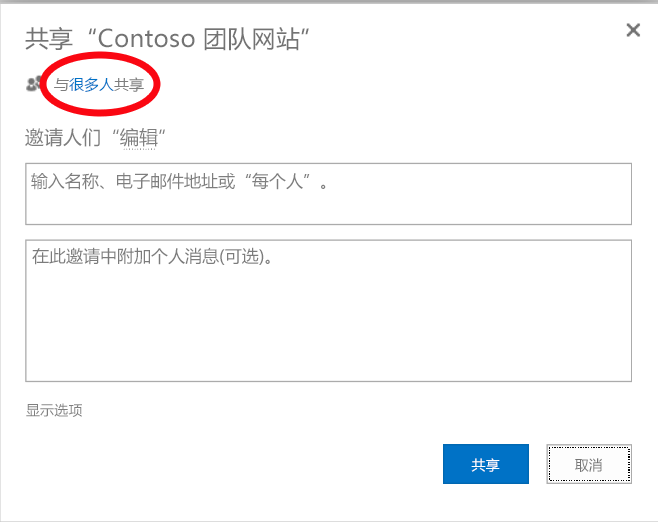 共享“Contoso 团队网站”
与很多人共享
邀请人们“编辑”
输入名称、电子邮件地址或“每个人”。
在此邀请中附加个人消息(可选)。
显示选项
共享
取消